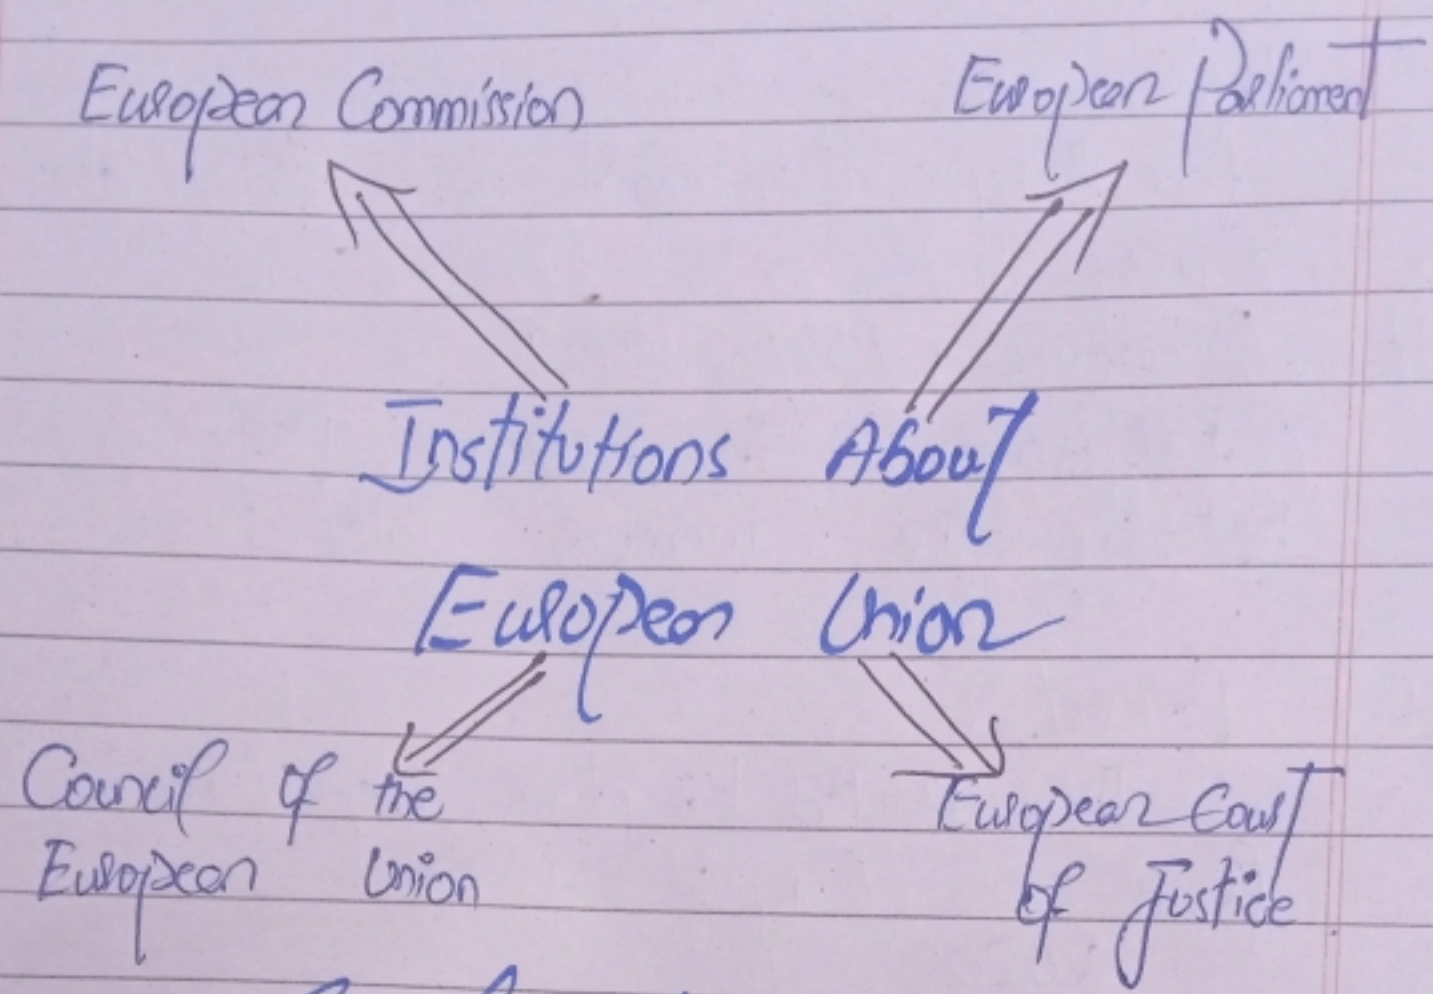 European Commission
European Parliament
Institutions About
European Union
Council of the
European Union
European Court
of Justice